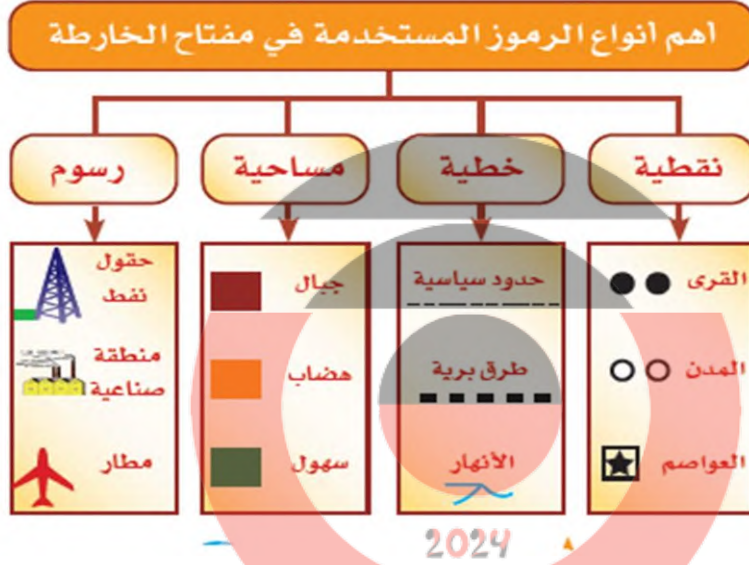 أهم أنواع الرموز المستخدمة في مفتاح الخارطة
نقطية
خطية
مساحية
رسوم
القرى
المدن
العواصم
حدود سياسية
طرق برية
الأنهار
جبال
هضاب
سهول
حقول
نفط
منطقة
صناعية
مطار
2024